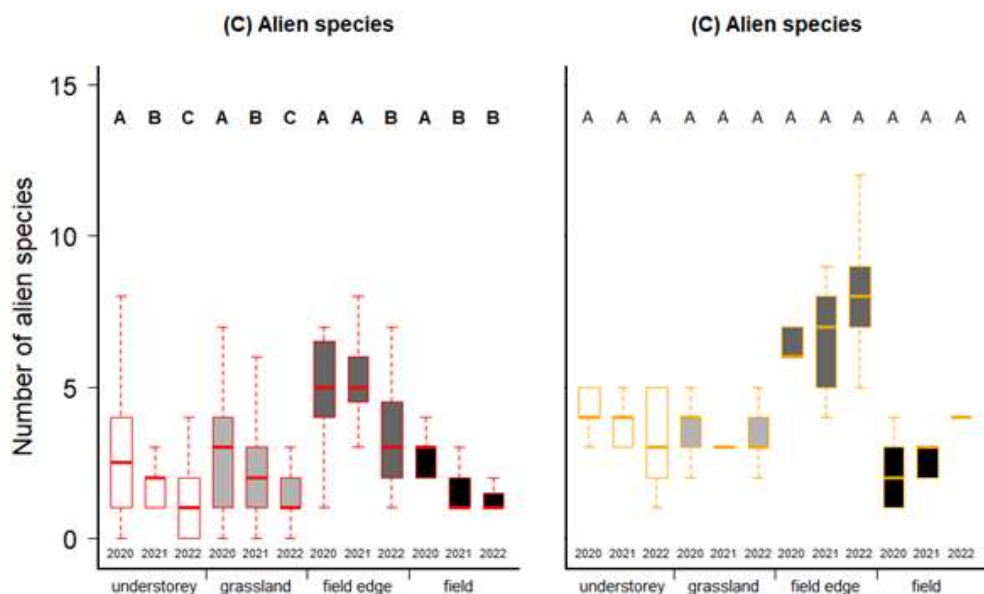 (C) Alien species
(C) Alien species
Number of alien species
15
10
5
0
A B C A B C A A B A B B
A A A A A A A A A A A A
2020 2021 2022 2020 2021 2022 2020 2021 2022 2020 2021 2022
2020 2021 2022 2020 2021 2022 2020 2021 2022 2020 2021 2022
understorey grassland field edge field
understorey grassland field edge field